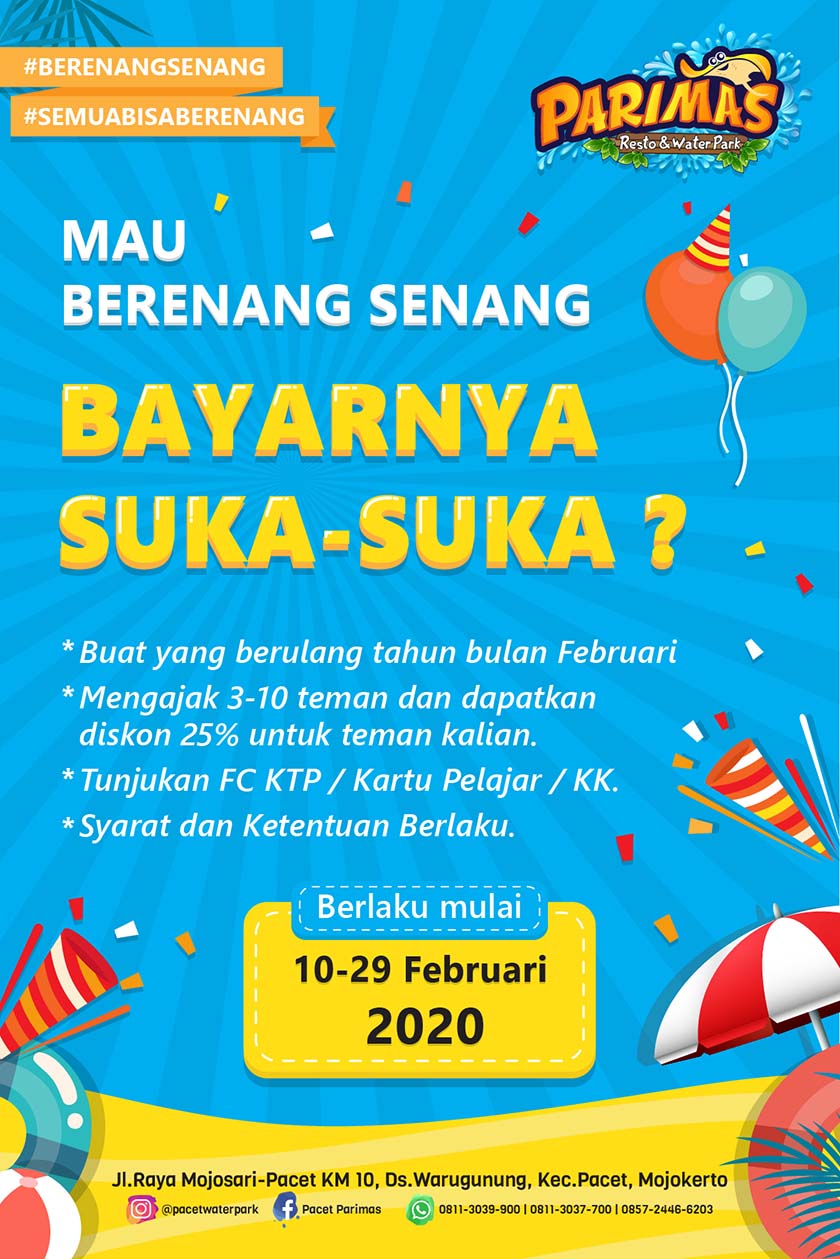 #BERENANGSENANG
#SEMUABISABERENANG
PARIMAS
Resto & Water Park
MAU
BERENANG SENANG
BAYARNYA
SUKA-SUKA ?
* Buat yang berulang tahun bulan Februari
* Mengajak 3-10 teman dan dapatkan
diskon 25% untuk teman kalian.
* Tunjukan FC KTP / Kartu Pelajar / KK.
* Syarat dan Ketentuan Berlaku.
Berlaku mulai
10-29 Februari
2020
Jl.Raya Mojosari-Pacet KM 10, Ds.Warugunung, Kec.Pacet, Mojokerto
@pacetwaterpark Pacet Parimas 0811-3039-900 | 0811-3037-700 | 0857-2446-6203